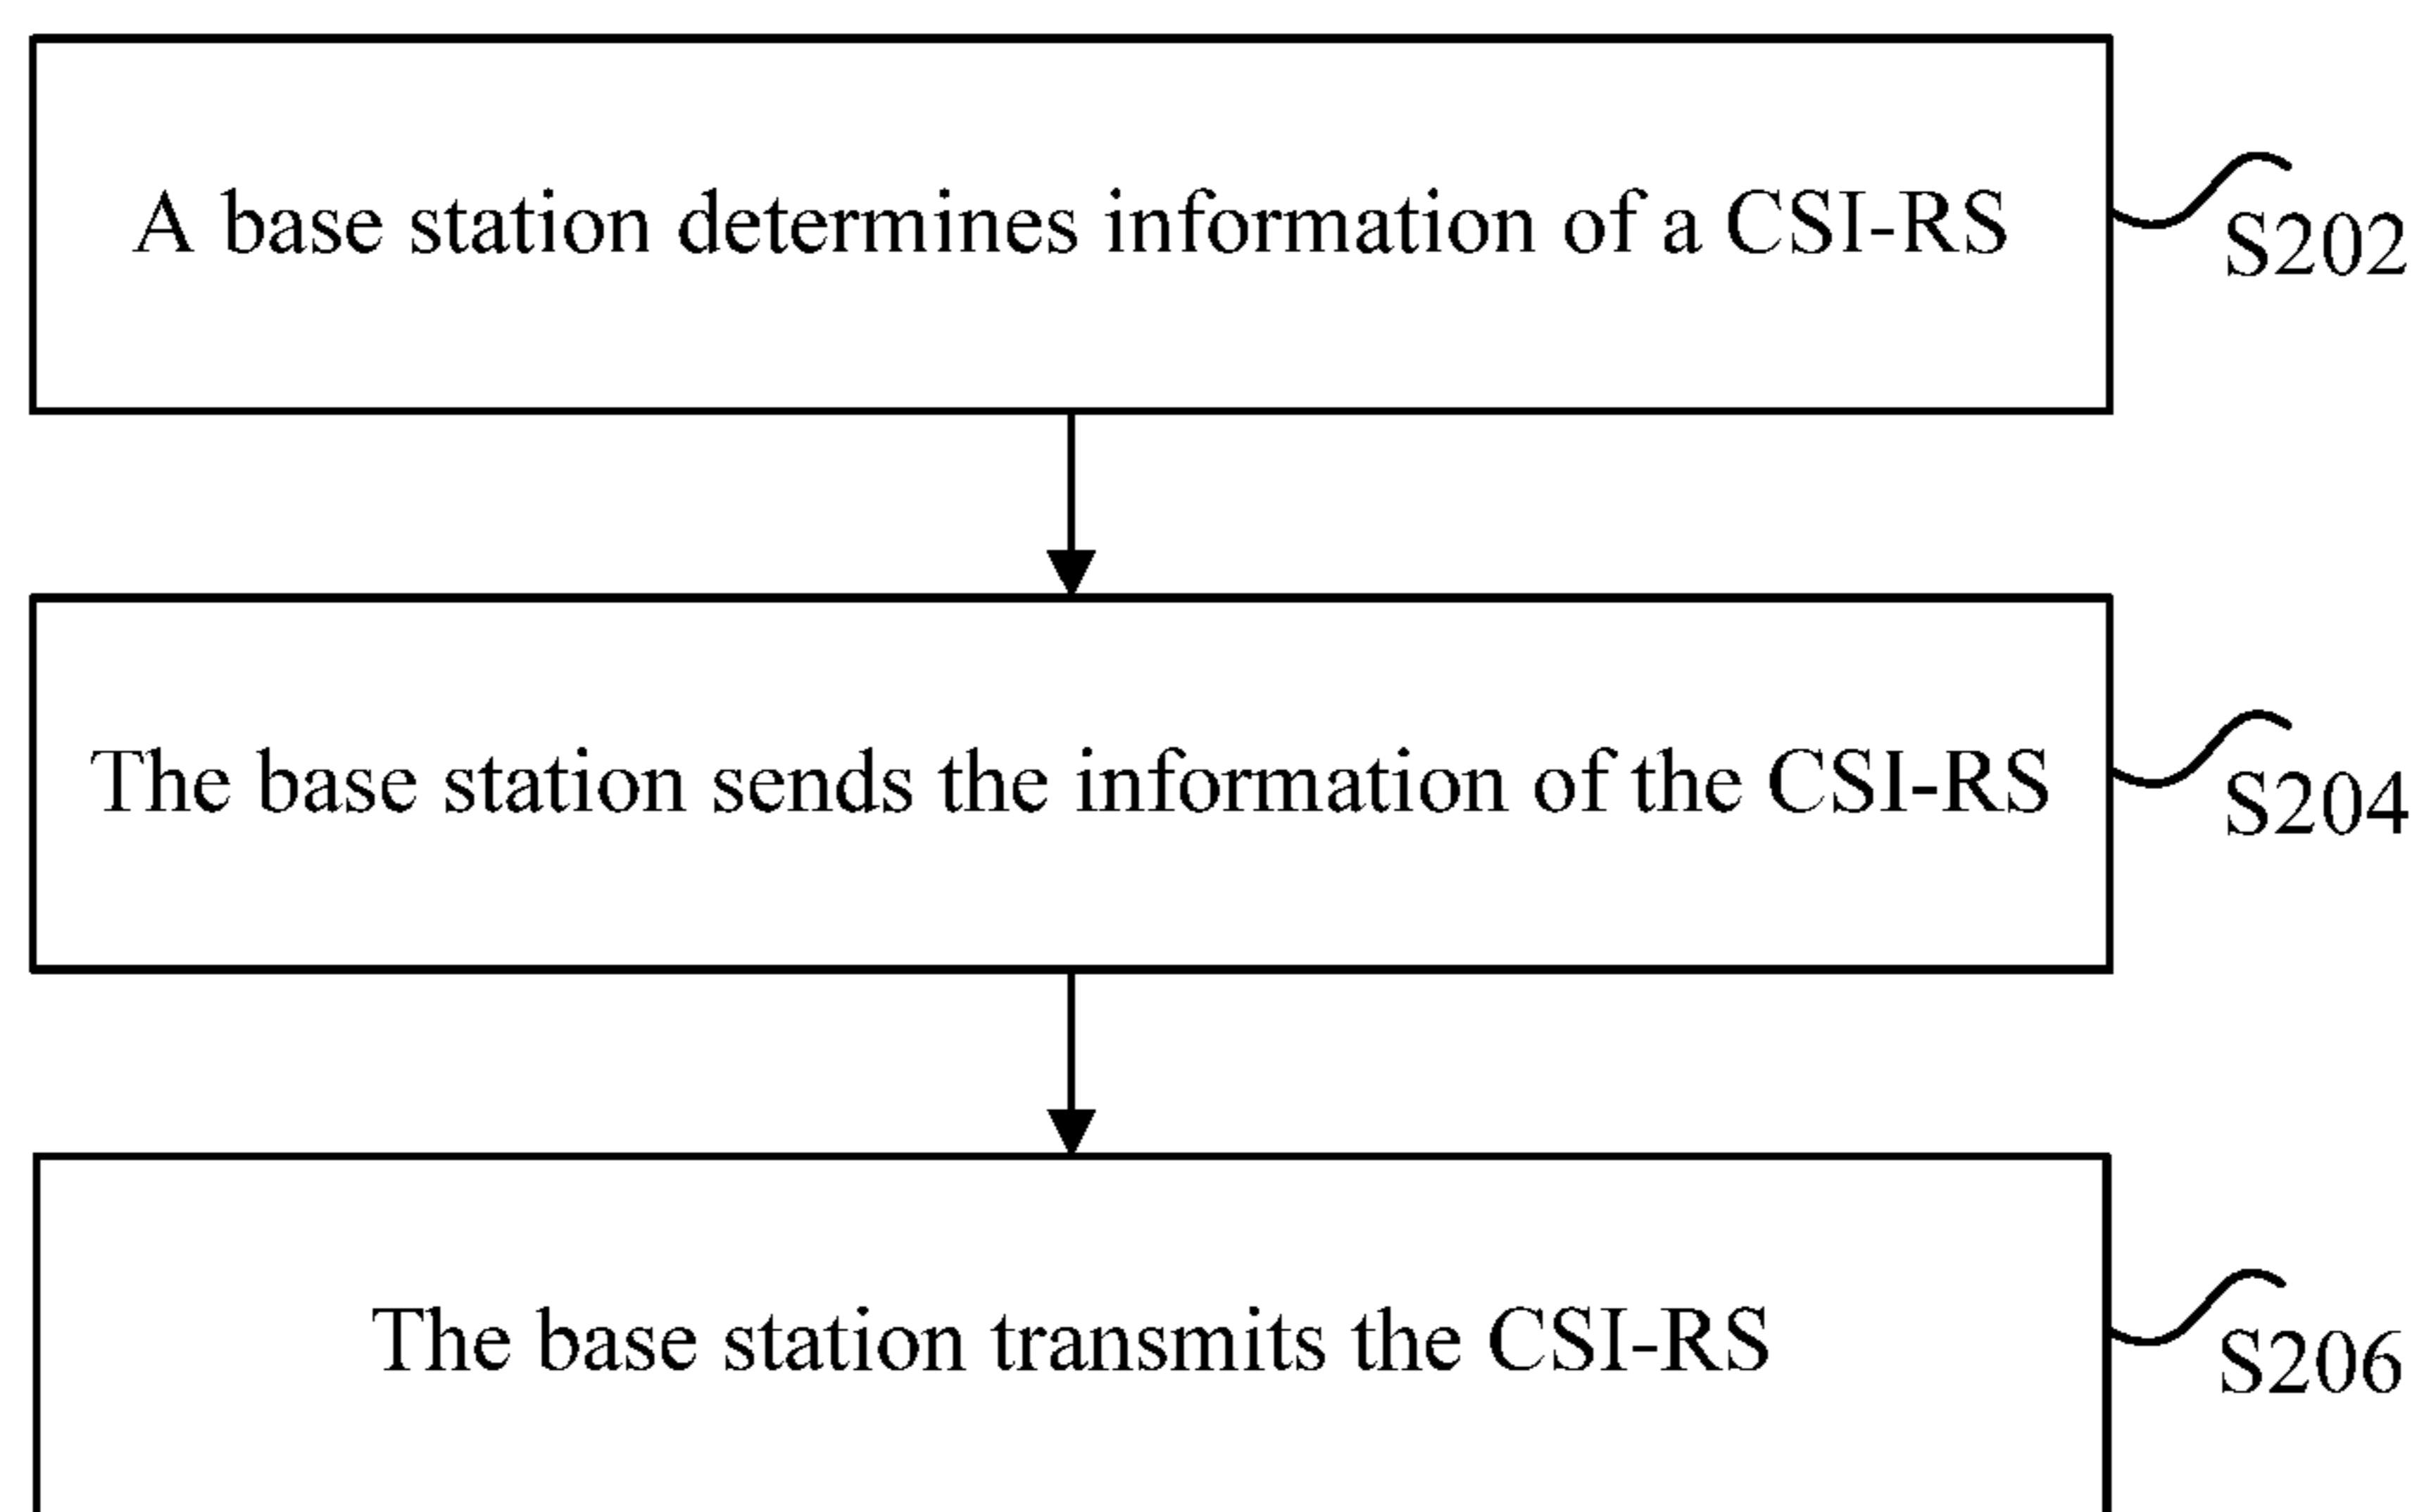 A base station determines information of a CSI-RS
S202
The base station sends the information of the CSI-RS
S204
The base station transmits the CSI-RS
S206